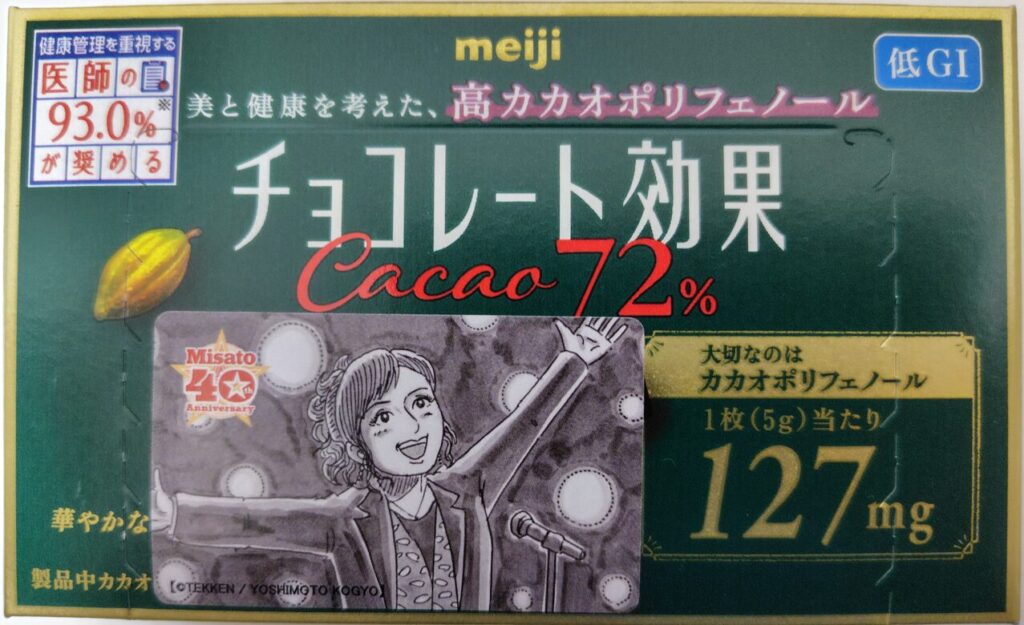 meiji
健康管理を重視する
医師の
93.0%※
が奨める
低GI
美と健康を考えた、高カカオポリフェノール
チョコレート効果
Cacao 72%
Misato
40th
Anniversary
大切なのは
カカオポリフェノール
1枚(5g)当たり
127mg
華やかな
製品中カカオ
【©TEKKEN / YOSHIMOTO KOGYO】